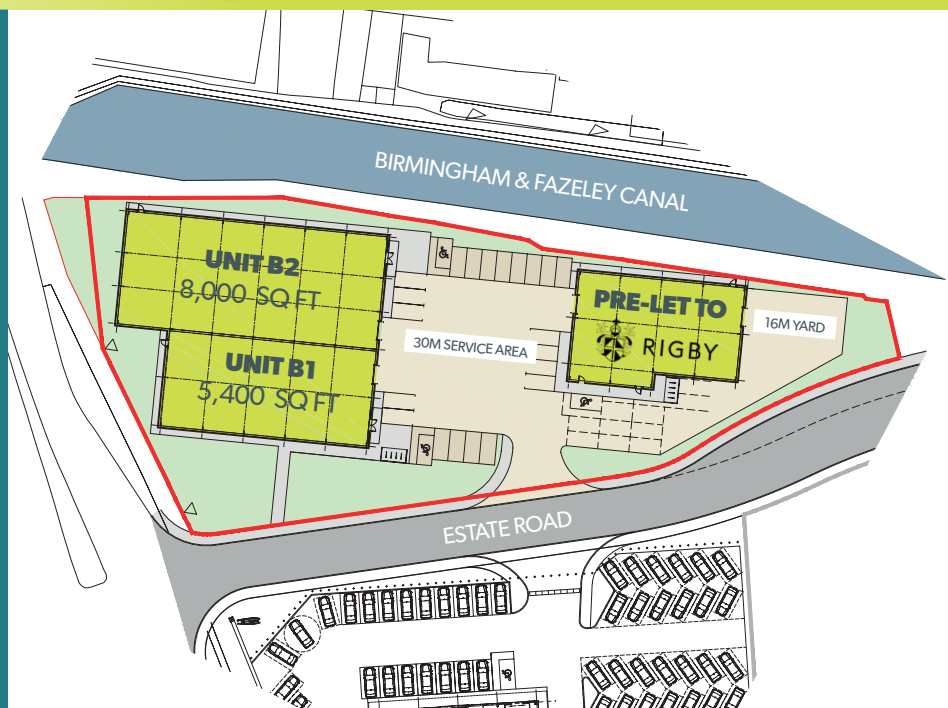 BIRMINGHAM & FAZELEY CANAL
UNIT B2
8,000 SQ FT
PRE-LET TO
RIGBY
16M YARD
30M SERVICE AREA
UNIT B1
5,400 SQ FT
ESTATE ROAD